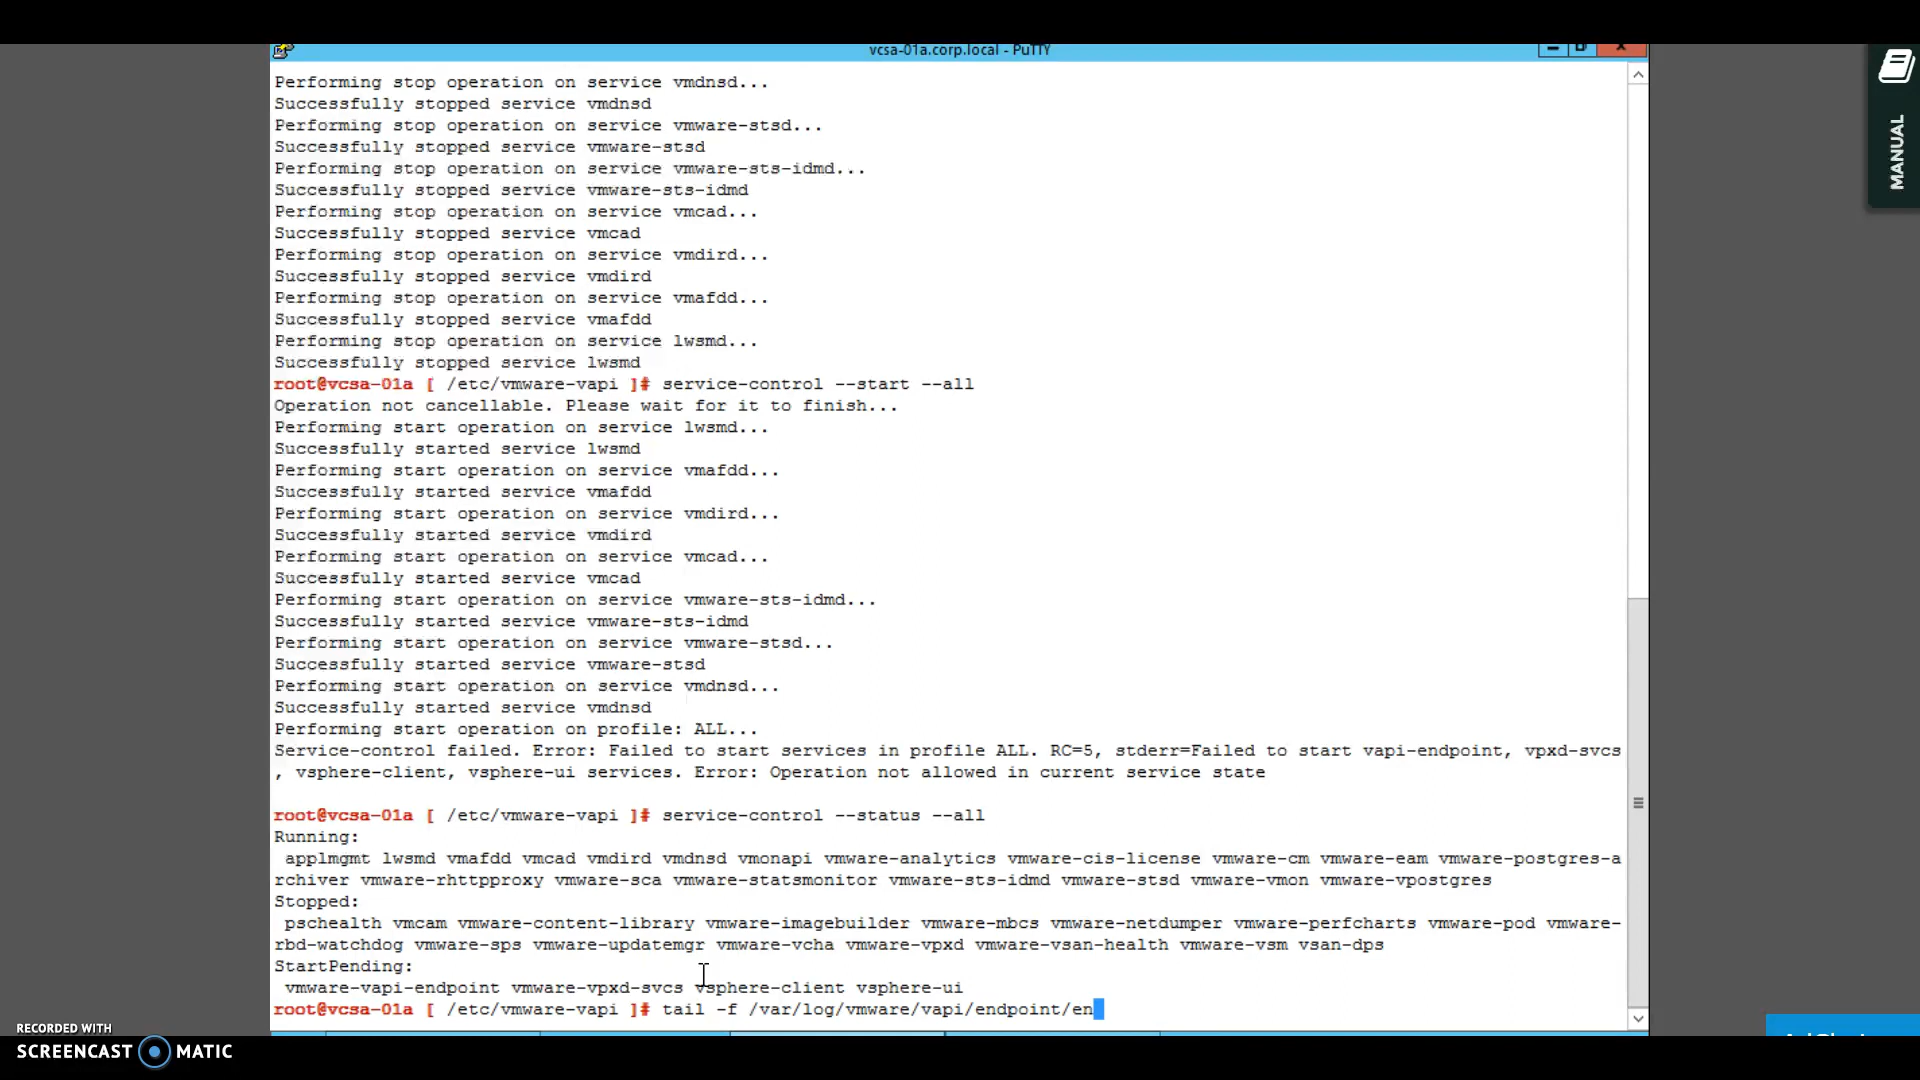 vcsa-01a.corp.local - PuTTY
Performing stop operation on service vmdnsd...
Successfully stopped service vmdnsd
Performing stop operation on service vmware-stsd...
Successfully stopped service vmware-stsd
Performing stop operation on service vmware-sts-idmd...
Successfully stopped service vmware-sts-idmd
Performing stop operation on service vmcad...
Successfully stopped service vmcad
Performing stop operation on service vmdird...
Successfully stopped service vmdird
Performing stop operation on service vmafdd...
Successfully stopped service vmafdd
Performing stop operation on service lwsmd...
Successfully stopped service lwsmd
root@vcsa-01a [ /etc/vmware-vapi ]# service-control --start --all
Operation not cancellable. Please wait for it to finish...
Performing start operation on service lwsmd...
Successfully started service lwsmd
Performing start operation on service vmafdd...
Successfully started service vmafdd
Performing start operation on service vmdird...
Successfully started service vmdird
Performing start operation on service vmcad...
Successfully started service vmcad
Performing start operation on service vmware-sts-idmd...
Successfully started service vmware-sts-idmd
Performing start operation on service vmware-stsd...
Successfully started service vmware-stsd
Performing start operation on service vmdnsd...
Successfully started service vmdnsd
Performing start operation on profile: ALL...
Service-control failed. Error: Failed to start services in profile ALL. RC=5, stderr=Failed to start vapi-endpoint, vpxd-svcs
, vsphere-client, vsphere-ui services. Error: Operation not allowed in current service state
root@vcsa-01a [ /etc/vmware-vapi ]# service-control --status --all
Running:
applmgmt lwsmd vmafdd vmcad vmdird vmdnsd vmonapi vmware-analytics vmware-cis-license vmware-cm vmware-eam vmware-postgres-a
rchiver vmware-rhttpproxy vmware-sca vmware-statsmonitor vmware-sts-idmd vmware-stsd vmware-vmon vmware-vpostgres
Stopped:
pschealth vmcam vmware-content-library vmware-imagebuilder vmware-mbcs vmware-netdumper vmware-perfcharts vmware-pod vmware-
rbd-watchdog vmware-sps vmware-updatemgr vmware-vcha vmware-vpxd vmware-vsan-health vmware-vsm vsan-dps
StartPending:
vmware-vapi-endpoint vmware-vpxd-svcs vsphere-client vsphere-ui
root@vcsa-01a [ /etc/vmware-vapi ]# tail -f /var/log/vmware/vapi/endpoint/en
MANUAL
RECORDED WITH
SCREENCAST MATIC